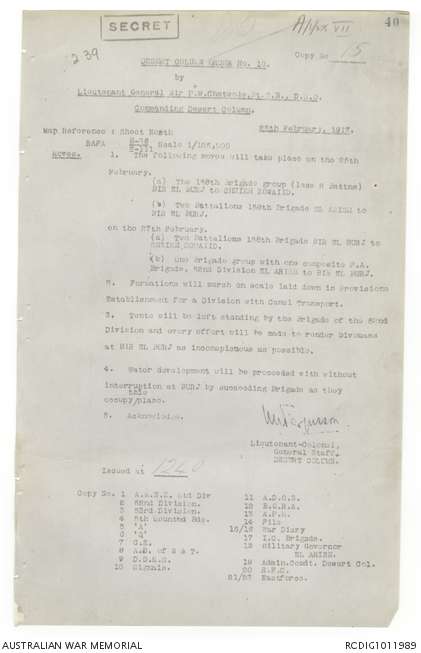 SECRET
Appx VII
40
239
Copy No 15
DESERT COLUMN ORDER No. 10.
by
Lieutenant General Sir P.W.Chetwode,Bt.C.B., D.S.O.
Commanding Desert Column.
Map Reference : Sheet North
25th February, 1917.
RAFA Scale 1/125,000
Moves. 1. The following moves will take place on the 26th
February.
(a) The 158th Brigade group (less 2 Battns)
BIR EL BURJ to SHEIKH ZOWAIID.
(b) Two Battalions 159th Brigade EL ARISH to
BIR EL BURJ.
on the 27th February.
(a) Two Battalions 158th Brigade BIR EL BURJ to
SHEIKH ZOWAIID.
(b) One Brigade group with one composite F.A.
Brigade, 52nd Division EL ARISH to BIR EL BURJ.
2. Formations will march on scale laid down in Provisions
Establishment for a Division with Camel Transport.
3. Tents will be left standing by the Brigade of the 52nd
Division and every effort will be made to render bivouacs
at BIR EL BURJ as inconspicuous as possible.
4. Water development will be proceeded with without
interruption at BURJ by succeeding Brigade as they
this
occupy/place.
5. Acknowledge.
Lieutenant-Colonel,
General Staff,
DESERT COLUMN.
Issued at 1240
Copy No. 1 A.& N.Z. Mtd Div
2 52nd Division.
3 53rd Division.
4 5th Mounted Bde.
5 'A'
6 'Q'
7 C.E.
8 A.D. of S & T.
9 D.D.M.S.
10 Signals.
11 A.D.O.S.
12 B.G.R.A.
13 A.P.M.
14 File
15/16 War Diary
17 I.C. Brigade.
18 Military Governor
EL ARISH.
19 Admin.Comdt. Desert Col.
20 R.F.C.
21/23 Eastforce.
AUSTRALIAN WAR MEMORIAL
RCDIG1011989